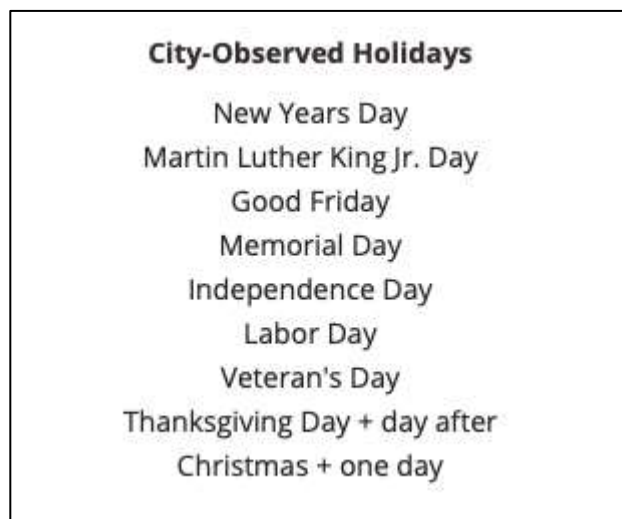 City-Observed Holidays
New Years Day
Martin Luther King Jr. Day
Good Friday
Memorial Day
Independence Day
Labor Day
Veteran's Day
Thanksgiving Day + day after
Christmas + one day